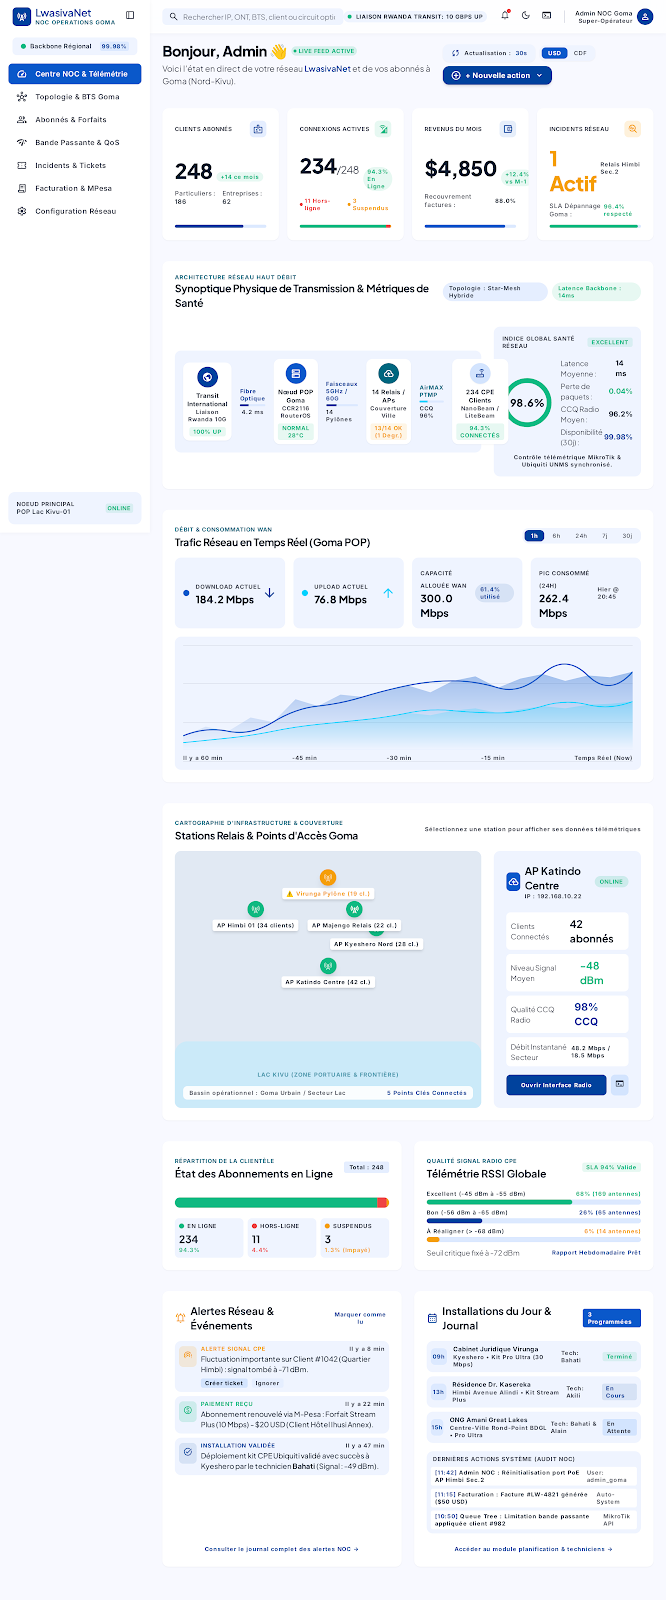 LwasivaNet
NOC OPERATIONS GOMA
Rechercher IP, ONT, BTS, client ou circuit opti
LIAISON RWANDA TRANSIT: 10 GBPS UP
Admin NOC Goma
Super-Opérateur
Backbone Régional 99.98%
Centre NOC & Télémétrie
Topologie & BTS Goma
Abonnés & Forfaits
Bande Passante & QoS
Incidents & Tickets
Facturation & MPesa
Configuration Réseau
NOEUD PRINCIPAL
POP Lac Kivu-01
ONLINE
Bonjour, Admin 👋 LIVE FEED ACTIVE
Voici l'état en direct de votre réseau LwasivaNet et de vos abonnés à
Goma (Nord-Kivu).
Actualisation : 30s
USD CDF
+ Nouvelle action
CLIENTS ABONNÉS
248 +14 ce mois
Particuliers :
186
Entreprises :
62
CONNEXIONS ACTIVES
234/248
94.3%
En
Ligne
11 Hors-
ligne
3
Suspendus
REVENUS DU MOIS
$4,850
+12.4%
vs M-1
Recouvrement
factures :
88.0%
INCIDENTS RÉSEAU
1
Actif
Relais Himbi
Sec.2
SLA Dépannage
Goma :
96.4%
respecté
ARCHITECTURE RÉSEAU HAUT DÉBIT
Synoptique Physique de Transmission & Métriques de
Santé
Topologie : Star-Mesh
Hybride
Latence Backbone :
14ms
Transit
International
Liaison
Rwanda 10G
100% UP
Fibre
Optique
4.2 ms
Nœud POP
Goma
CCR2116
RouterOS
NORMAL
28°C
Faisceaux
5GHz /
60G
14
Pylônes
14 Relais /
APs
Couverture
Ville
13/14 OK
(1 Degr.)
AirMAX
PTMP
CCQ
96%
234 CPE
Clients
NanoBeam /
LiteBeam
94.3%
CONNECTÉS
INDICE GLOBAL SANTÉ
RÉSEAU
EXCELLENT
98.6%
Latence
Moyenne :
14
ms
Perte de
paquets :
0.04%
CCQ Radio
Moyen :
96.2%
Disponibilité
(30j) :
99.98%
Contrôle télémétrique MikroTik &
Ubiquiti UNMS synchronisé.
DÉBIT & CONSOMMATION WAN
Trafic Réseau en Temps Réel (Goma POP)
1h 6h 24h 7j 30j
DOWNLOAD ACTUEL
184.2 Mbps
UPLOAD ACTUEL
76.8 Mbps
CAPACITÉ
ALLOUÉE WAN
300.0
Mbps
61.4%
utilisé
PIC CONSOMMÉ
(24H)
262.4
Mbps
Hier @
20:45
Il y a 60 min
-45 min
-30 min
-15 min
Temps Réel (Now)
CARTOGRAPHIE D'INFRASTRUCTURE & COUVERTURE
Stations Relais & Points d'Accès Goma
Sélectionnez une station pour afficher ses données télémétriques
⚠️ Virunga Pylône (19 cl.)
AP Himbi 01 (34 clients)
AP Majengo Relais (22 cl.)
AP Kyeshero Nord (28 cl.)
AP Katindo Centre (42 cl.)
LAC KIVU (ZONE PORTUAIRE & FRONTIÈRE)
Bassin opérationnel : Goma Urbain / Secteur Lac
5 Points Clés Connectés
AP Katindo
Centre
IP : 192.168.10.22
ONLINE
Clients
Connectés
42
abonnés
Niveau Signal
Moyen
-48
dBm
Qualité CCQ
Radio
98%
CCQ
Débit Instantané
Secteur
48.2 Mbps /
18.5 Mbps
Ouvrir Interface Radio
RÉPARTITION DE LA CLIENTÈLE
État des Abonnements en Ligne
Total : 248
EN LIGNE
234
94.3%
HORS-LIGNE
11
4.4%
SUSPENDUS
3
1.3% (Impayé)
QUALITÉ SIGNAL RADIO CPE
Télémétrie RSSI Globale
SLA 94% Valide
Excellent (-45 dBm à -55 dBm)
68% (169 antennes)
Bon (-56 dBm à -65 dBm)
26% (65 antennes)
À Réaligner (> -68 dBm)
6% (14 antennes)
Seuil critique fixé à -72 dBm
Rapport Hebdomadaire Prêt
Alertes Réseau &
Événements
Marquer comme
lu
ALERTE SIGNAL CPE
Il y a 8 min
Fluctuation importante sur Client #1042 (Quartier
Himbi) : signal tombé à -71 dBm.
Créer ticket Ignorer
PAIEMENT REÇU
Il y a 22 min
Abonnement renouvelé via M-Pesa : Forfait Stream
Plus (10 Mbps) - $20 USD (Client Hôtel Ihusi Annex).
INSTALLATION VALIDÉE
Il y a 47 min
Déploiement kit CPE Ubiquiti validé avec succès à
Kyeshero par le technicien Bahati (Signal : -49 dBm).
Consulter le journal complet des alertes NOC →
Installations du Jour &
Journal
3
Programmées
09h
Cabinet Juridique Virunga
Kyeshero • Kit Pro Ultra (30
Mbps)
Tech:
Bahati
Terminé
13h
Résidence Dr. Kasereka
Himbi Avenue Alindi • Kit Stream
Plus
Tech:
Akili
En
Cours
15h
ONG Amani Great Lakes
Centre-Ville Rond-Point BDGL
• Pro Ultra
Tech: Bahati &
Alain
En
Attente
DERNIÈRES ACTIONS SYSTÈME (AUDIT NOC)
[11:42] Admin NOC : Réinitialisation port PoE
AP Himbi Sec.2
User:
admin_goma
[11:15] Facturation : Facture #LW-4821 générée
($50 USD)
Auto-
System
[10:50] Queue Tree : Limitation bande passante
appliquée client #982
MikroTik
API
Accéder au module planification & techniciens →